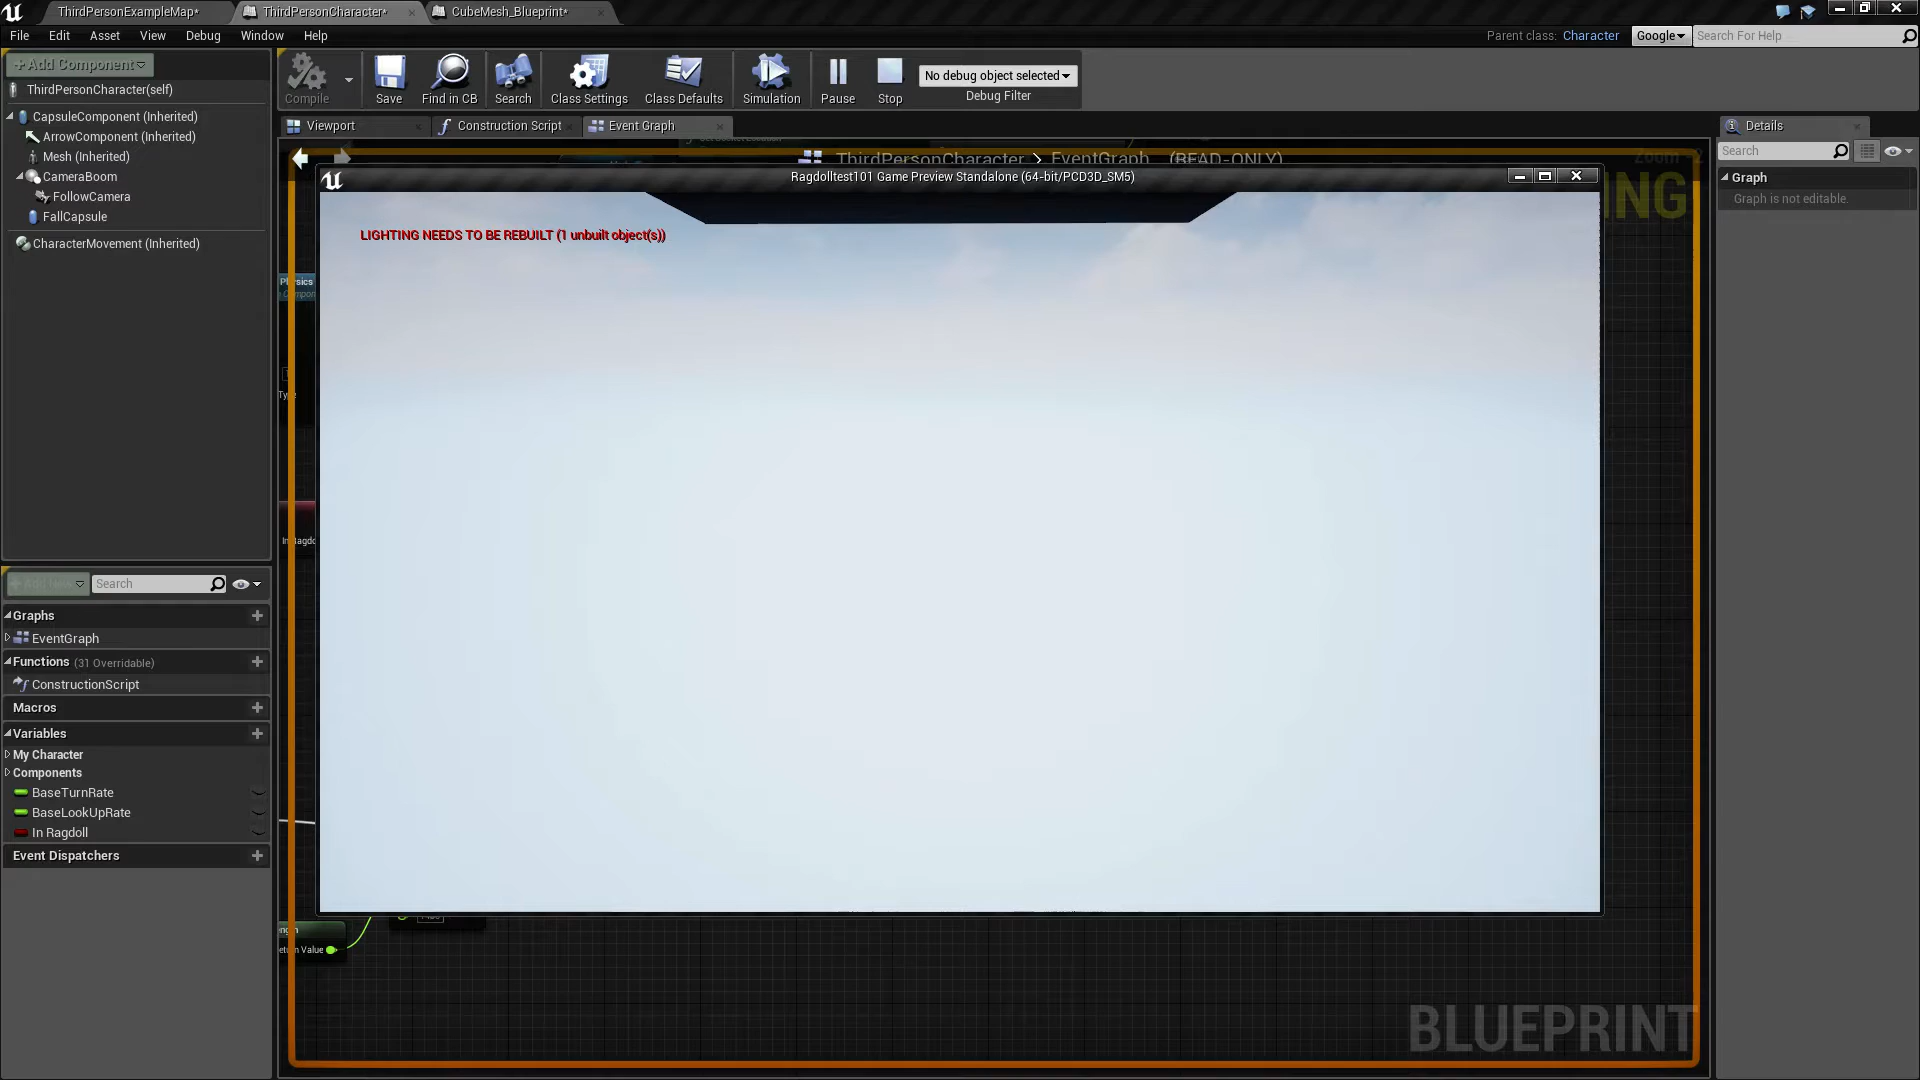 ThirdPersonExampleMap*
ThirdPersonCharacter*
CubeMesh_Blueprint*
File Edit Asset View Debug Window Help
Parent class: Character
Google
Search For Help
Add Component
ThirdPersonCharacter(self)
CapsuleComponent (Inherited)
ArrowComponent (Inherited)
Mesh (Inherited)
CameraBoom
FollowCamera
FallCapsule
CharacterMovement (Inherited)
Compile
Save
Find in CB
Search
Class Settings
Class Defaults
Simulation
Pause
Stop
No debug object selected
Debug Filter
Viewport
Construction Script
Event Graph
Details
Search
Graph
Graph is not editable.
ThirdPersonCharacter > EventGraph (READ-ONLY)
Zoom -2
NG
Ragdolltest101 Game Preview Standalone (64-bit/PCD3D_SM5)
LIGHTING NEEDS TO BE REBUILT (1 unbuilt object(s))
Physics
Search
Graphs
EventGraph
Functions (31 Overridable)
ConstructionScript
Macros
Variables
My Character
Components
BaseTurnRate
BaseLookUpRate
In Ragdoll
Event Dispatchers
BLUEPRINT